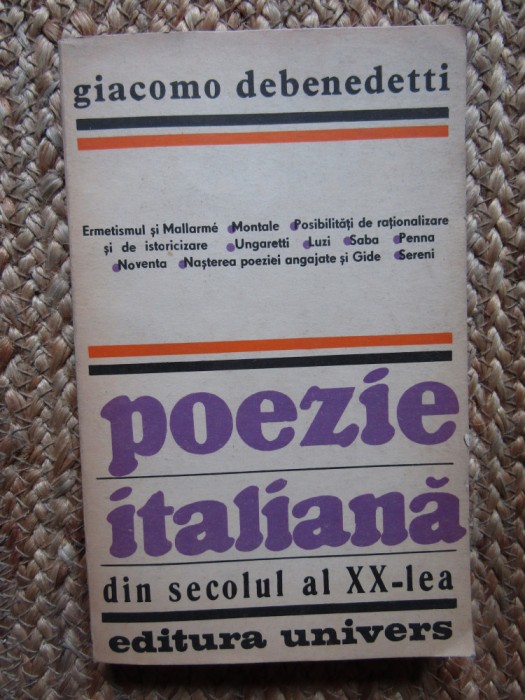 giacomo debenedetti
Ermetismul și Mallarmé • Montale • Posibilități de raționalizare
și de istoricizare • Ungaretti • Luzi • Saba • Penna
• Noventa • Nașterea poeziei angajate și Gide • Sereni
poezie
italiană
din secolul al XX-lea
editura univers